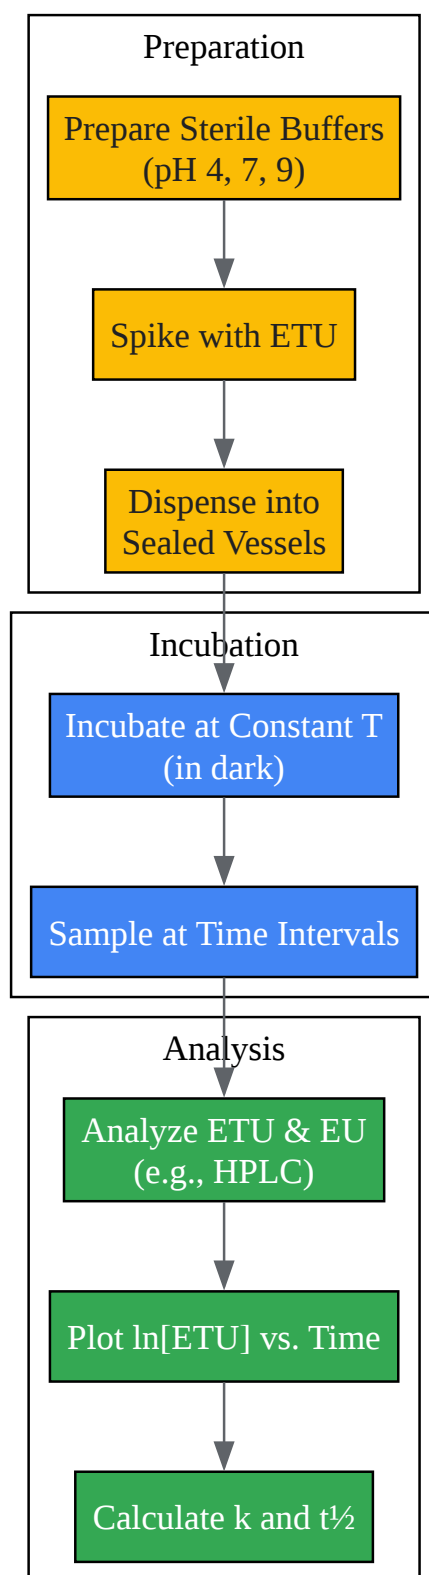 Preparation
Prepare Sterile Buffers
(pH 4, 7, 9)
Spike with ETU
Dispense into
Sealed Vessels
Incubation
Incubate at Constant T
(in dark)
Sample at Time Intervals
Analysis
Analyze ETU & EU
(e.g., HPLC)
Plot ln[ETU] vs. Time
Calculate k and t½